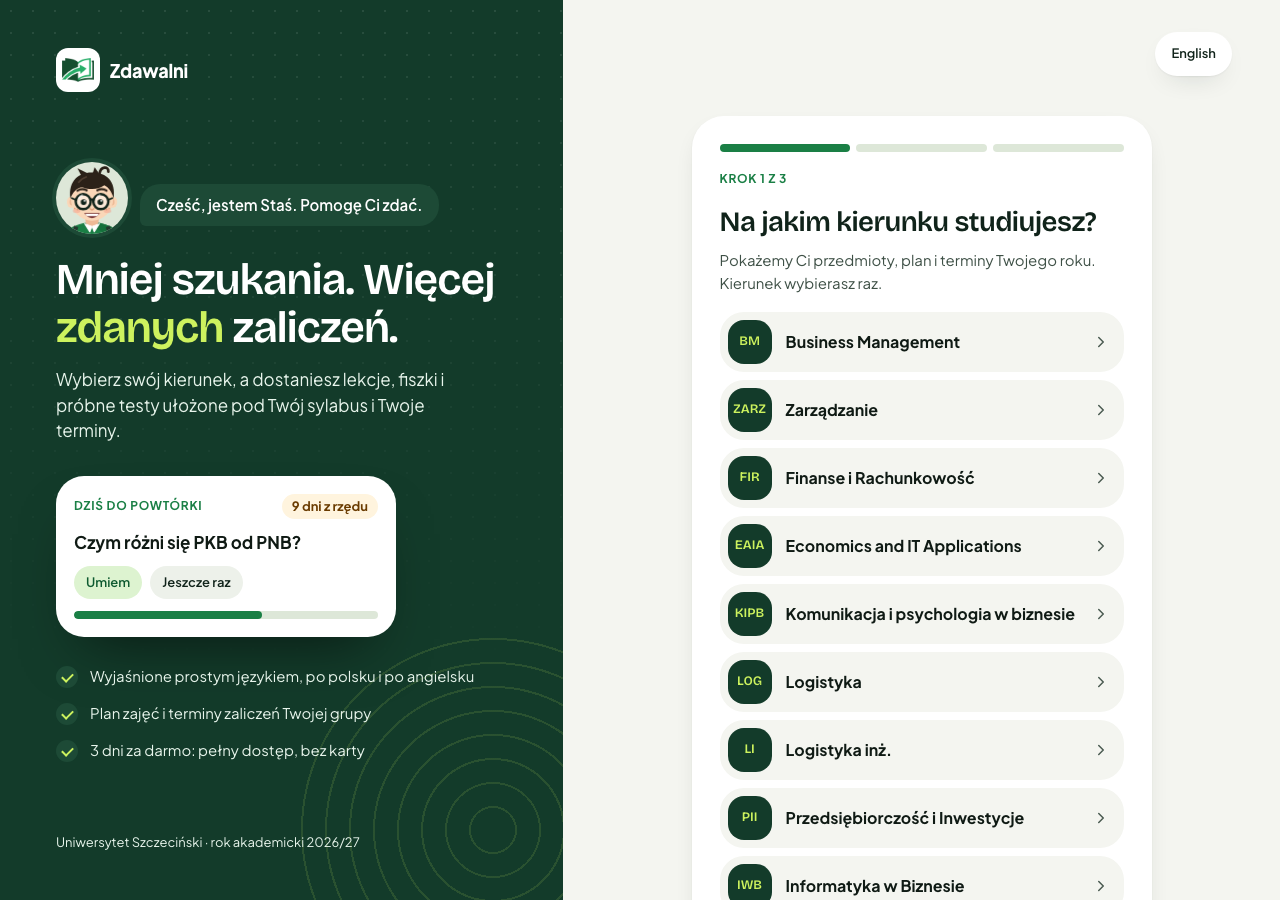 Zdawalni
Cześć, jestem Staś. Pomogę Ci zdać.
Mniej szukania. Więcej
zdanych zaliczeń.
Wybierz swój kierunek, a dostaniesz lekcje, fiszki i
próbne testy ułożone pod Twój sylabus i Twoje
terminy.
DZIŚ DO POWTÓRKI
9 dni z rzędu
Czym różni się PKB od PNB?
Umiem
Jeszcze raz
Wyjaśnione prostym językiem, po polsku i po angielsku
Plan zajęć i terminy zaliczeń Twojej grupy
3 dni za darmo: pełny dostęp, bez karty
Uniwersytet Szczeciński · rok akademicki 2026/27
English
KROK 1 Z 3
Na jakim kierunku studiujesz?
Pokażemy Ci przedmioty, plan i terminy Twojego roku.
Kierunek wybierasz raz.
BM Business Management
ZARZ Zarządzanie
FIR Finanse i Rachunkowość
EAIA Economics and IT Applications
KIPB Komunikacja i psychologia w biznesie
LOG Logistyka
LI Logistyka inż.
PII Przedsiębiorczość i Inwestycje
IWB Informatyka w Biznesie